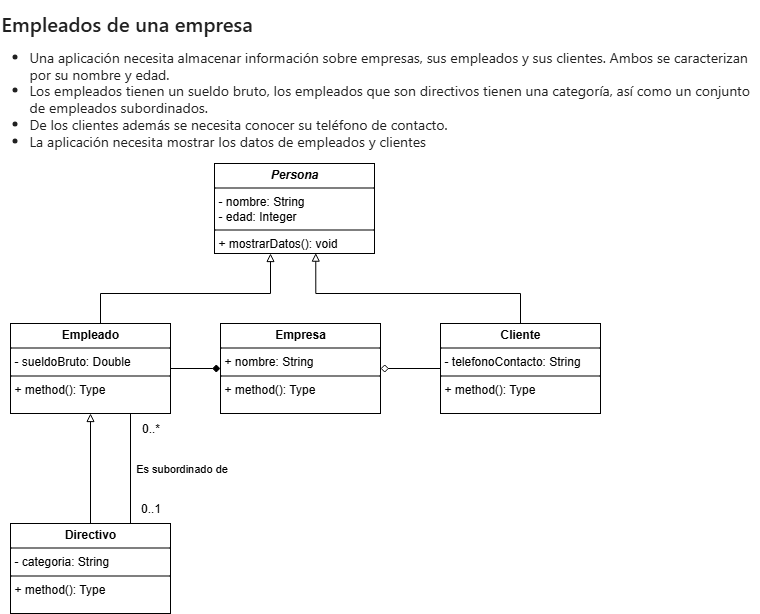 Empleados de una empresa
• Una aplicación necesita almacenar información sobre empresas, sus empleados y sus clientes. Ambos se caracterizan
por su nombre y edad.
• Los empleados tienen un sueldo bruto, los empleados que son directivos tienen una categoría, así como un conjunto
de empleados subordinados.
• De los clientes además se necesita conocer su teléfono de contacto.
• La aplicación necesita mostrar los datos de empleados y clientes
Persona
- nombre: String
- edad: Integer
+ mostrarDatos(): void
Empleado
- sueldoBruto: Double
+ method(): Type
Empresa
+ nombre: String
+ method(): Type
Cliente
- telefonoContacto: String
+ method(): Type
0..*
Es subordinado de
0..1
Directivo
- categoria: String
+ method(): Type